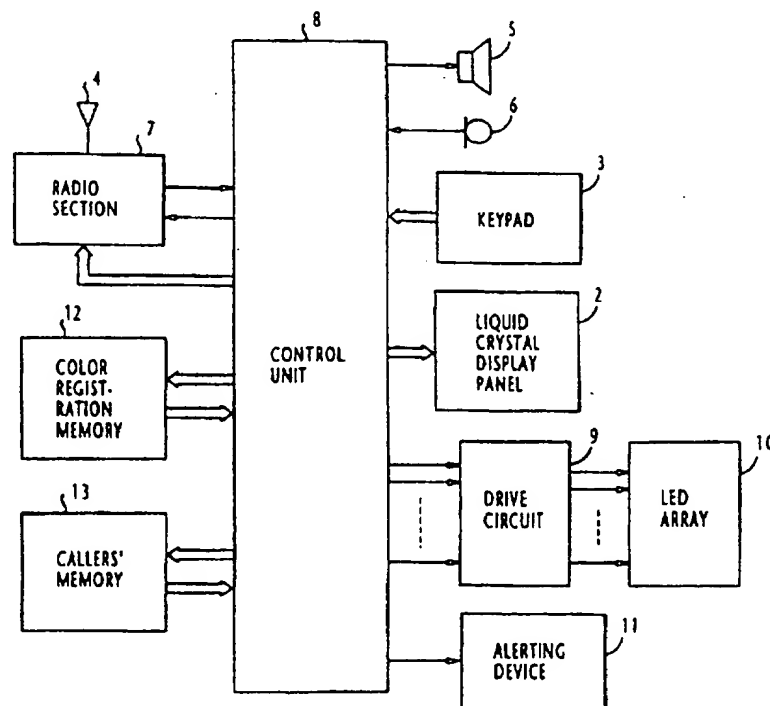 8
5
4
6
7
RADIO
SECTION
3
KEYPAD
2
LIQUID
CRYSTAL
DISPLAY
PANEL
12
COLOR
REGIST-
RATION
MEMORY
CONTROL
UNIT
9
DRIVE
CIRCUIT
10
LED
ARRAY
13
CALLERS'
MEMORY
11
ALERTING
DEVICE